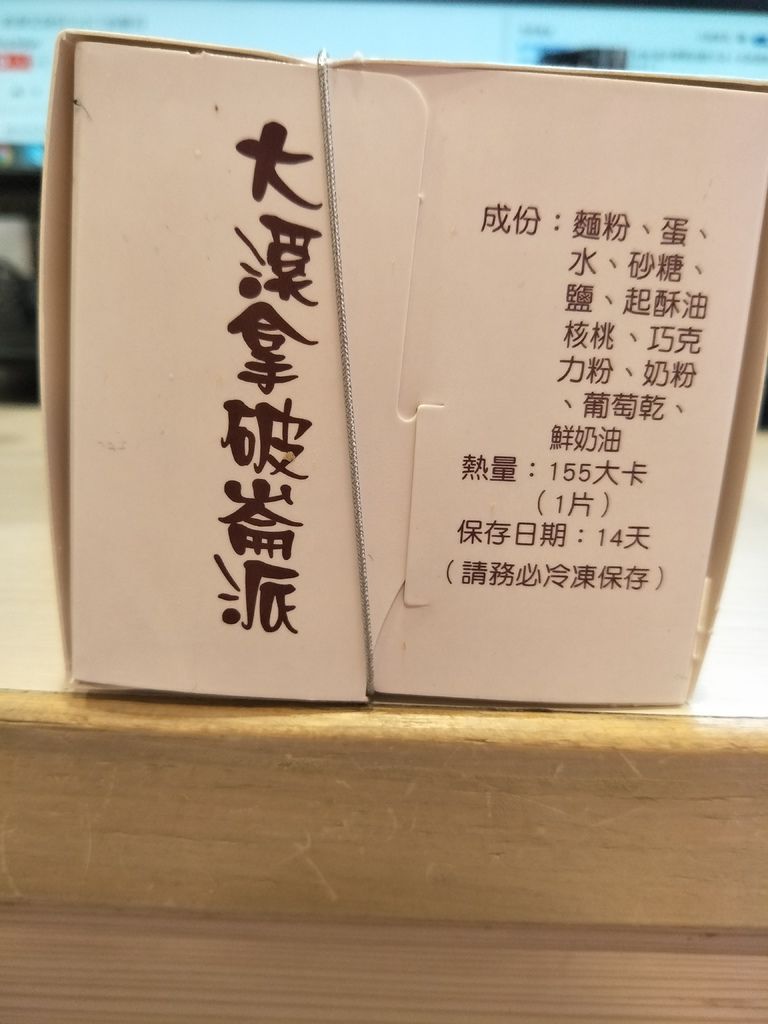 大溧拿破崙派
成份：麵粉、蛋、
水、砂糖、
鹽、起酥油
核桃、巧克
力粉、奶粉
、葡萄乾、
鮮奶油
熱量：155大卡
（1片）
保存日期：14天
（請務必冷凍保存）